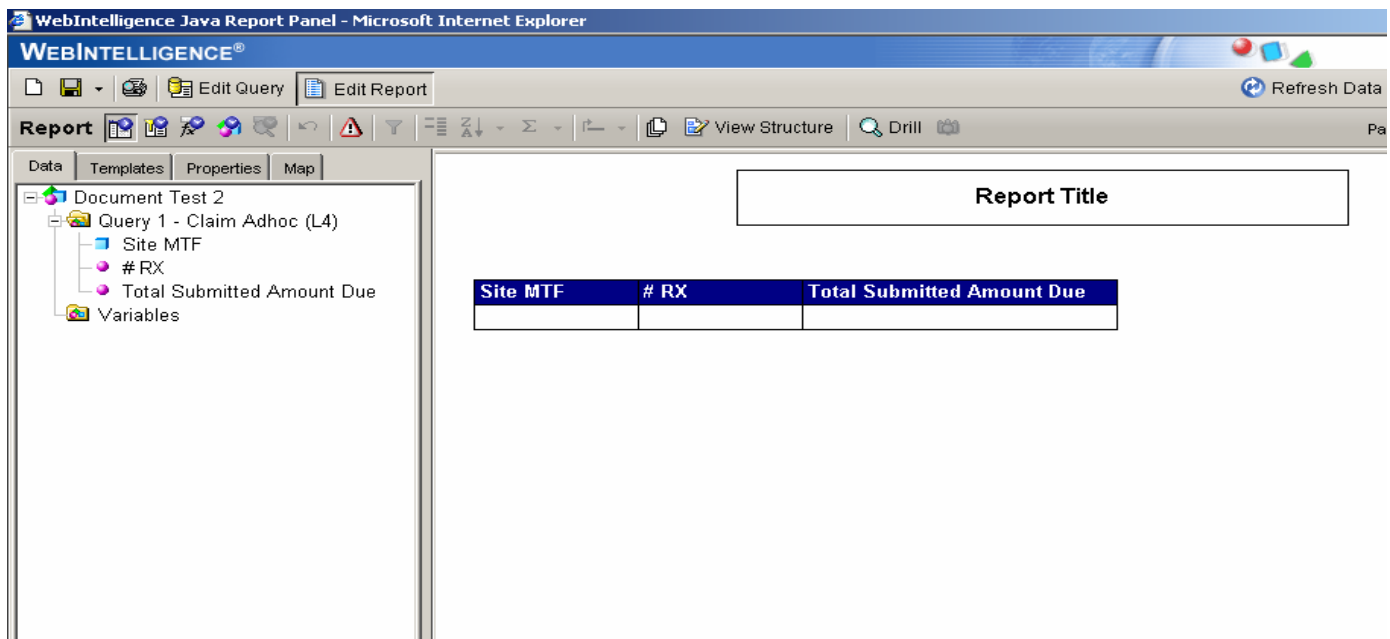 WebIntelligence Java Report Panel - Microsoft Internet Explorer
WEBINTELLIGENCE®
Edit Query Edit Report Refresh Data
Report View Structure Drill Pa
Data Templates Properties Map
Document Test 2
Query 1 - Claim Adhoc (L4)
Site MTF
# RX
Total Submitted Amount Due
Variables
Report Title
Site MTF # RX Total Submitted Amount Due